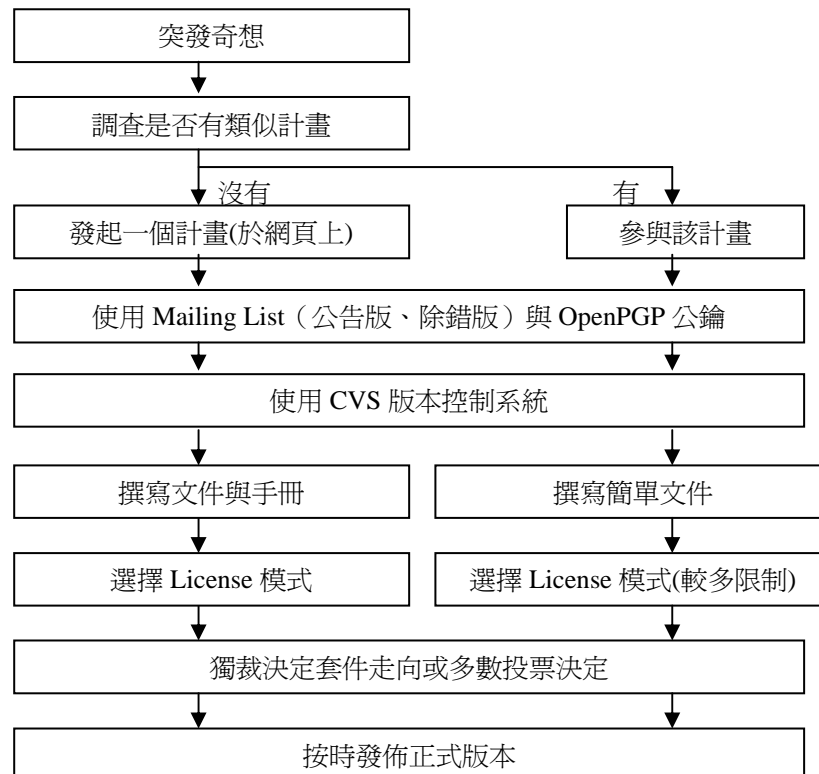 突發奇想
調查是否有類似計畫
沒有
有
發起一個計畫(於網頁上)
參與該計畫
使用 Mailing List（公告版、除錯版）與 OpenPGP 公鑰
使用 CVS 版本控制系統
撰寫文件與手冊
撰寫簡單文件
選擇 License 模式
選擇 License 模式(較多限制)
獨裁決定套件走向或多數投票決定
按時發佈正式版本